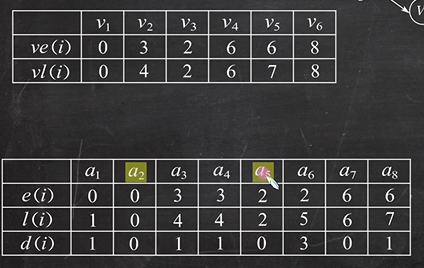 V
v₁ v₂ v₃ v₄ v₅ v₆
ve(i) 0 3 2 6 6 8
vl(i) 0 4 2 6 7 8
a₁ a₂ a₃ a₄ a₅ a₆ a₇ a₈
e(i) 0 0 3 3 2 2 6 6
l(i) 1 0 4 4 2 5 6 7
d(i) 1 0 1 1 0 3 0 1